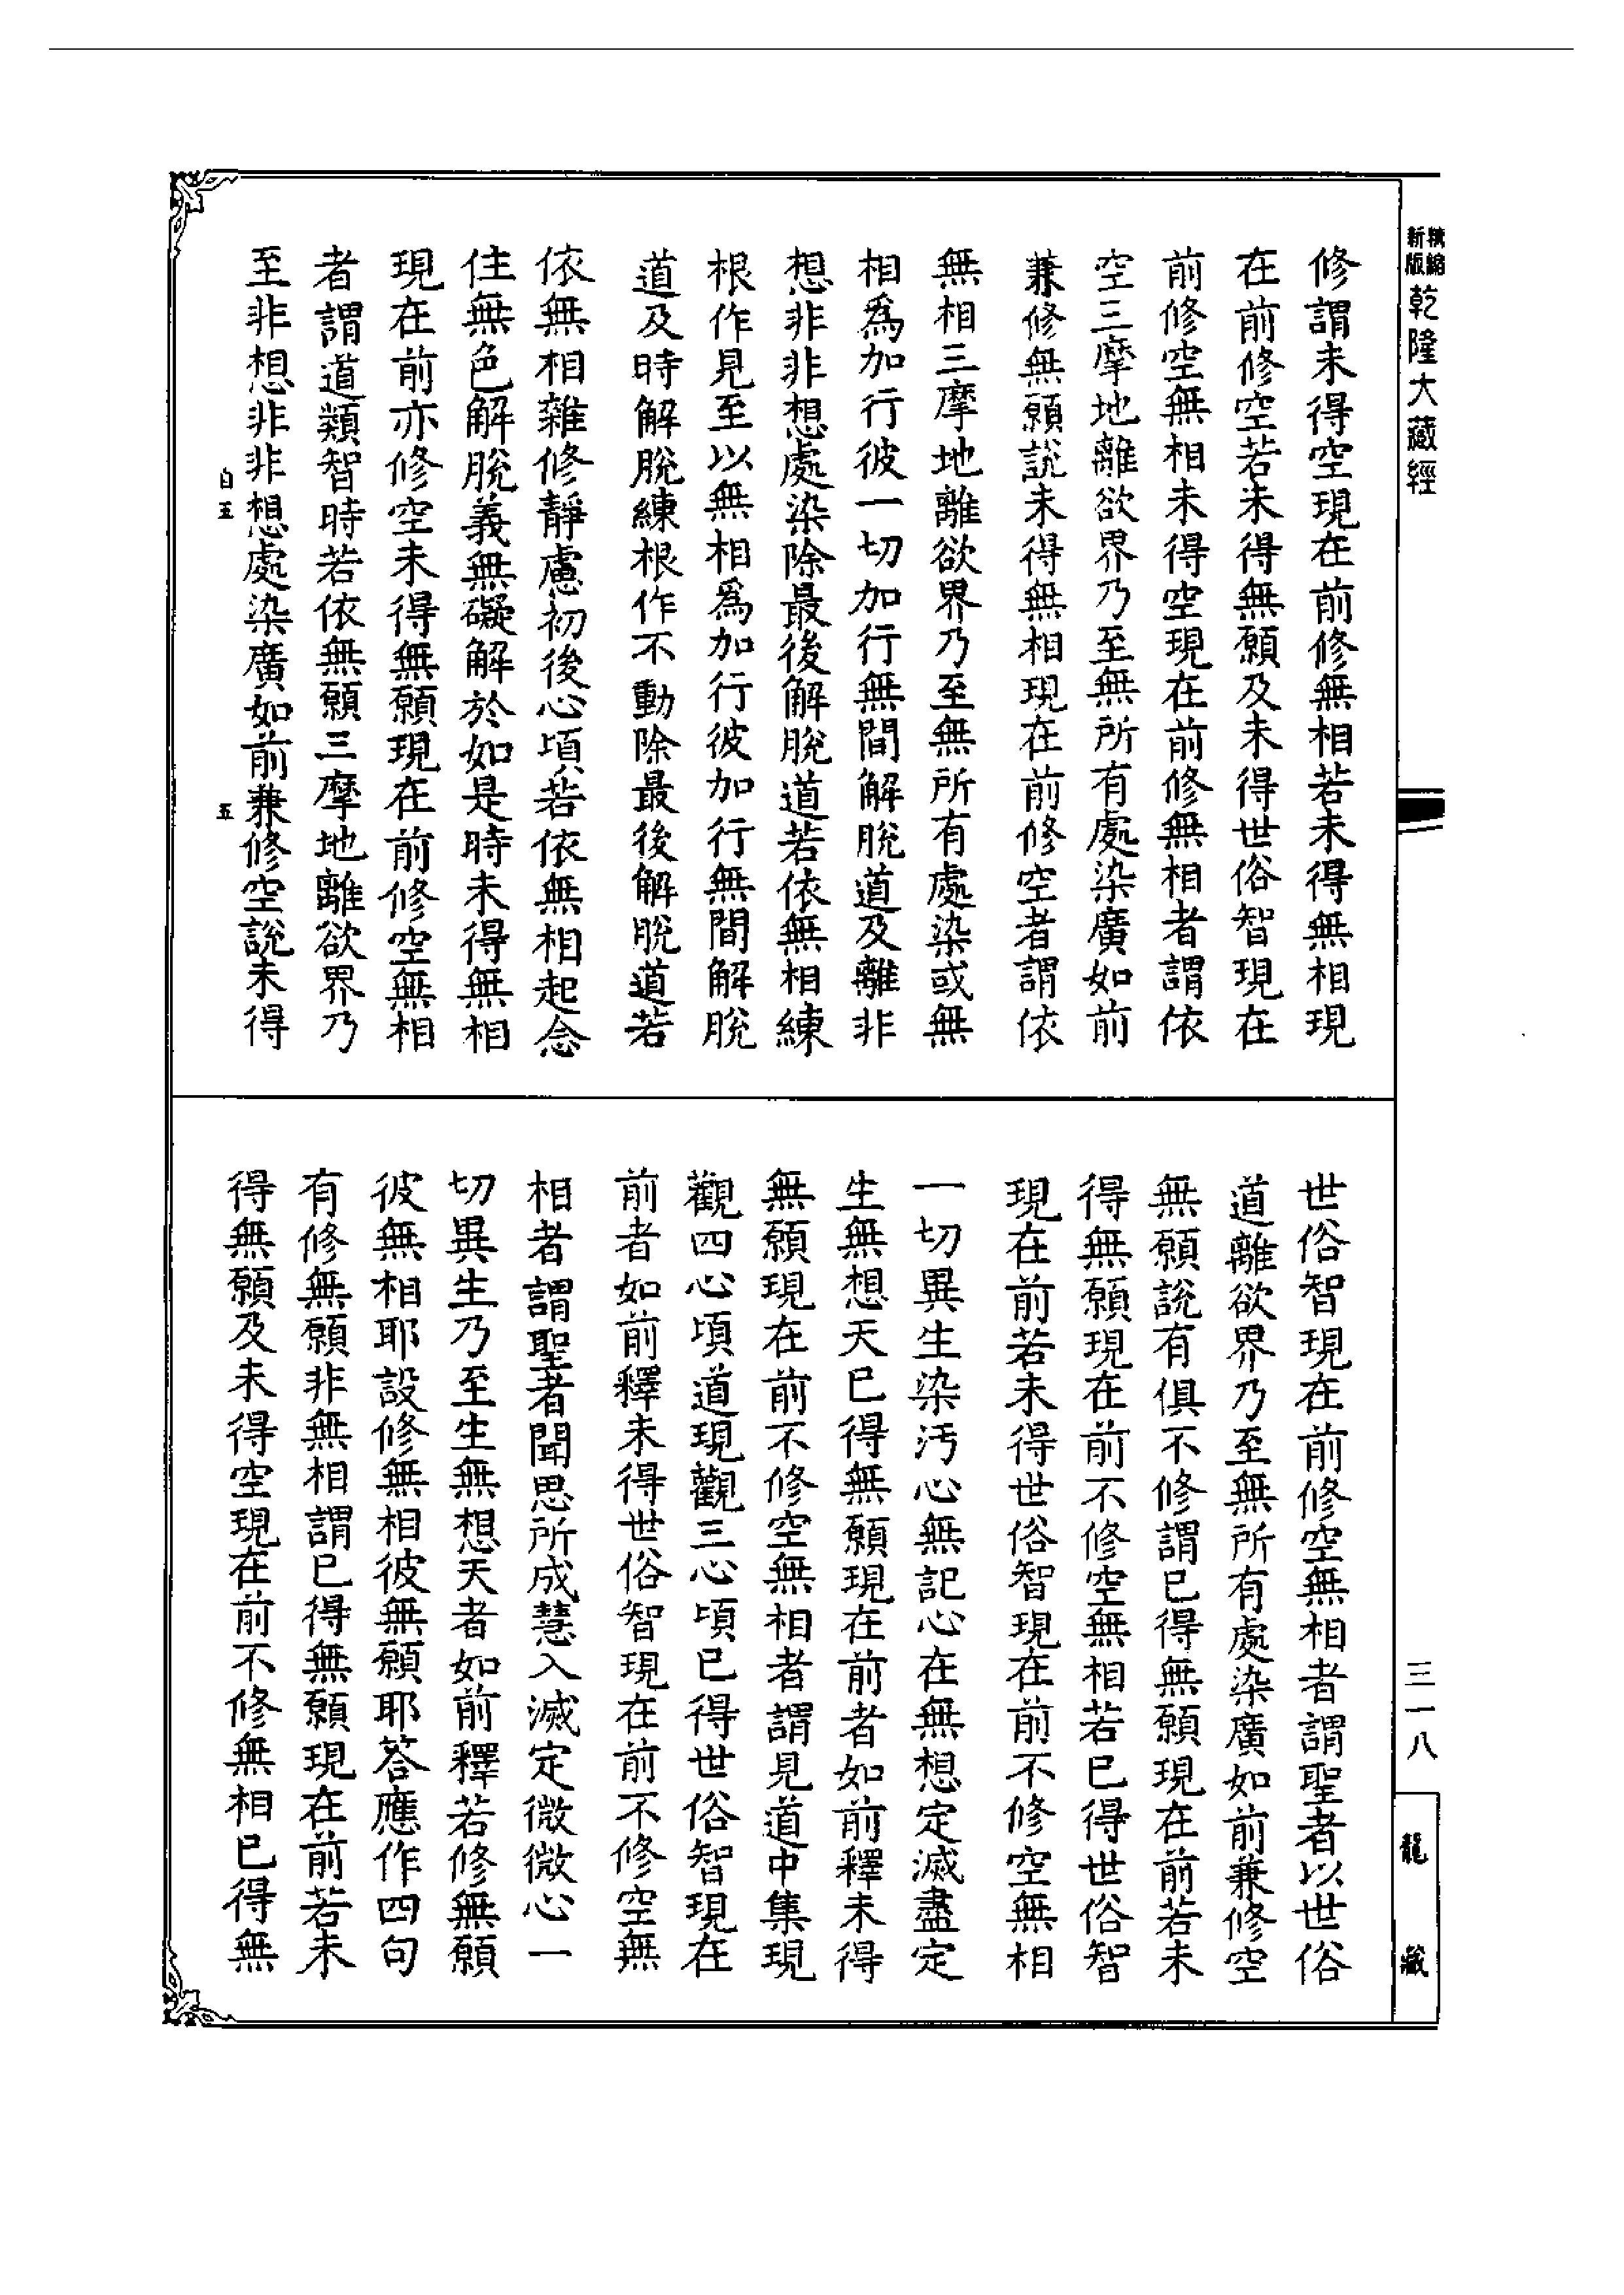 精縮新版乾隆大藏經
修謂未得空現在前修無相若未得無相現
在前修空若未得無願及未得世俗智現在
前修空無相未得空現在前修無相者謂依
空三摩地離欲界乃至無所有處染廣如前
兼修無願說未得無相現在前修空者謂依
無相三摩地離欲界乃至無所有處染或無
相爲加行彼一切加行無間解脫道及離非
想非非想處染除最後解脫道若依無相練
根作見至以無相爲加行彼加行無間解脫
道及時解脫練根作不動除最後解脫道若
依無相雜修靜慮初後心頃若依無相起念
住無色解脫義無礙解於如是時未得無相
現在前亦修空未得無願現在前修空無相
者謂道類智時若依無願三摩地離欲界乃
至非想非非想處染廣如前兼修空說未得
白五
五
世俗智現在前修空無相者謂聖者以世俗
道離欲界乃至無所有處染廣如前兼修空
無願說有俱不修謂已得無願現在前若未
得無願現在前不修空無相若已得世俗智
現在前若未得世俗智現在前不修空無相
一切異生染污心無記心在無想定滅盡定
生無想天已得無願現在前者如前釋未得
無願現在前不修空無相者謂見道中集現
觀四心頃道現觀三心頃已得世俗智現在
前者如前釋未得世俗智現在前不修空無
相者謂聖者聞思所成慧入滅定微微心一
切異生乃至生無想天者如前釋若修無願
彼無相耶設修無相彼無願耶答應作四句
有修無願非無相謂已得無願現在前若未
得無願及未得空現在前不修無相已得無
三一八
龍藏